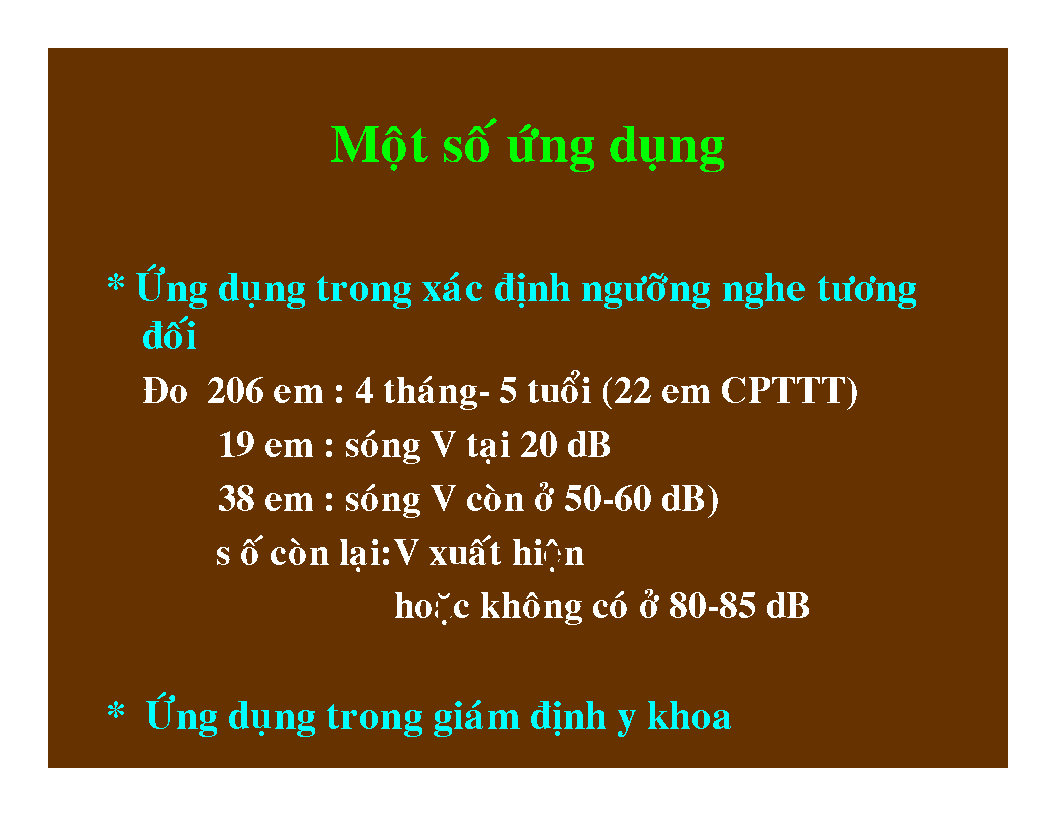 Một số ứng dụng
* Ứng dụng trong xác định ngưỡng nghe tương
đối
Đo 206 em : 4 tháng- 5 tuổi (22 em CPTTT)
19 em : sóng V tại 20 dB
38 em : sóng V còn ở 50-60 dB)
s ố còn lại:V xuất hiện
hoặc không có ở 80-85 dB
* Ứng dụng trong giám định y khoa